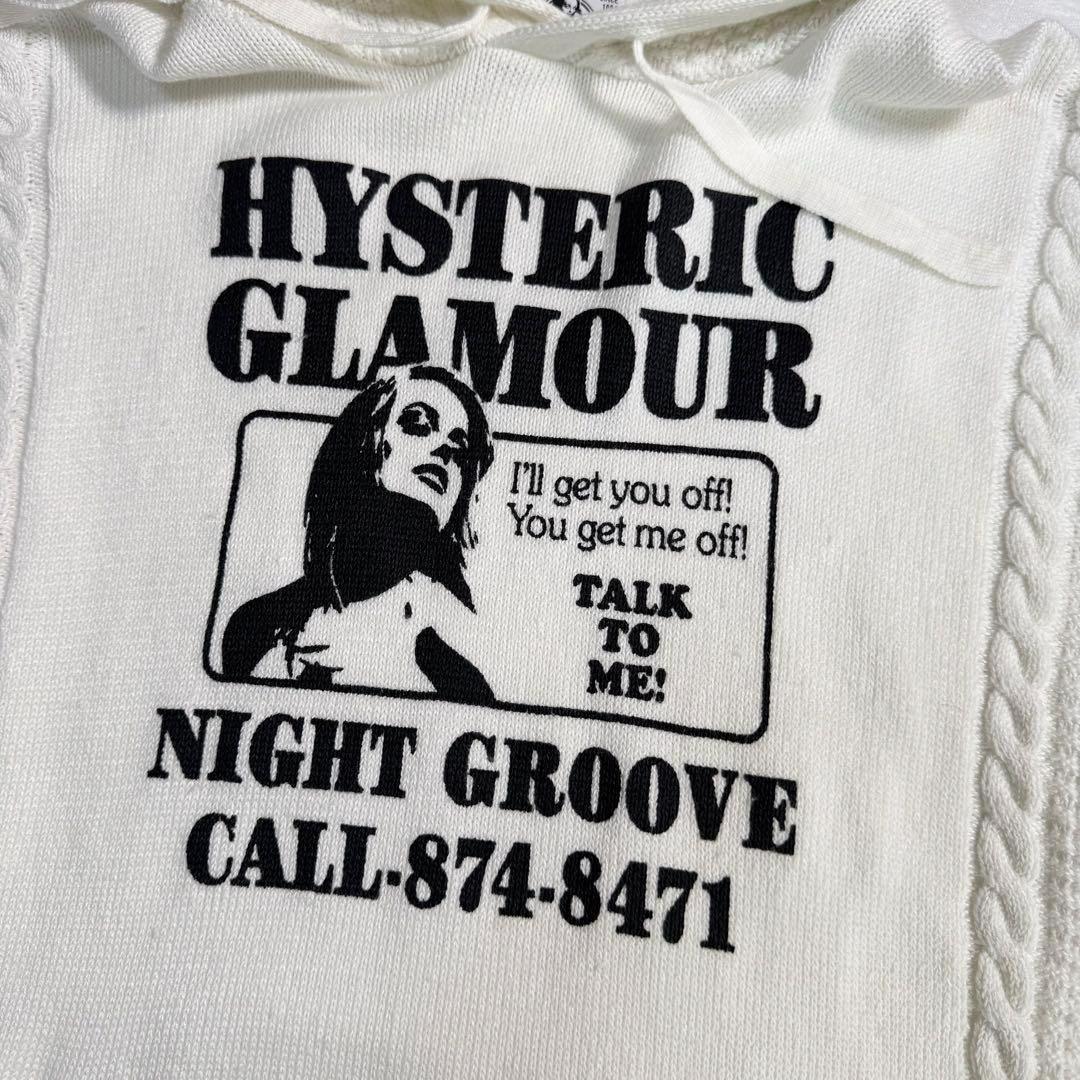 HYSTERIC
GLAMOUR
I'll get you off!
You get me off!
TALK
TO
ME!
NIGHT GROOVE
CALL-874-8471